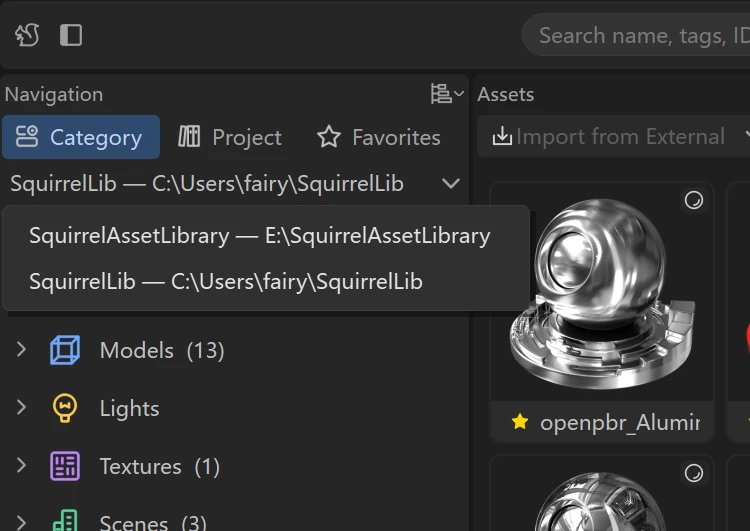 Search name, tags, ID
Navigation
Assets
Category
Project
Favorites
Import from External
SquirrelLib — C:\Users\fairy\SquirrelLib
SquirrelAssetLibrary — E:\SquirrelAssetLibrary
SquirrelLib — C:\Users\fairy\SquirrelLib
Models (13)
Lights
openpbr_Alumin
Textures (1)
Scenes (3)